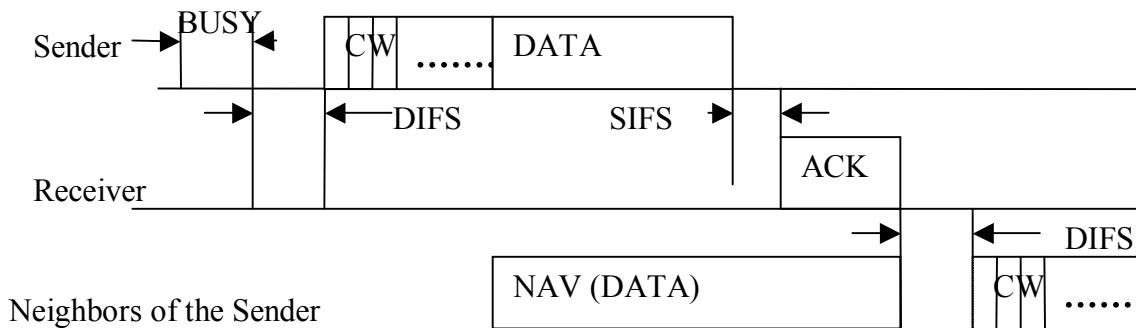 BUSY
Sender
CW ....... DATA
DIFS SIFS
ACK
Receiver
DIFS
NAV (DATA) CW ......
Neighbors of the Sender